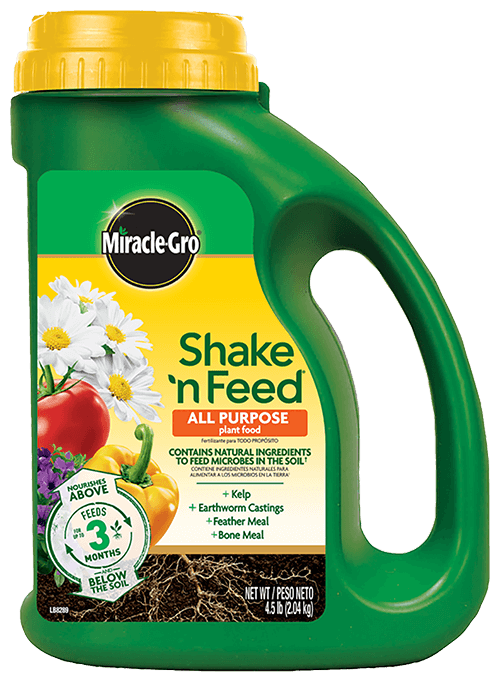 Miracle-Gro®
Shake
'n Feed®
ALL PURPOSE
plant food
Fertilizante para TODO PROPÓSITO
CONTAINS NATURAL INGREDIENTS
TO FEED MICROBES IN THE SOIL†
CONTIENE INGREDIENTES NATURALES PARA
ALIMENTAR A LOS MICROBIOS EN LA TIERRA†
+ Kelp
+ Earthworm Castings
+ Feather Meal
+ Bone Meal
NOURISHES
ABOVE
FEEDS
FOR
UP TO
3
MONTHS
AND
BELOW
THE SOIL
LB8289
NET WT / PESO NETO
4.5 lb (2.04 kg)